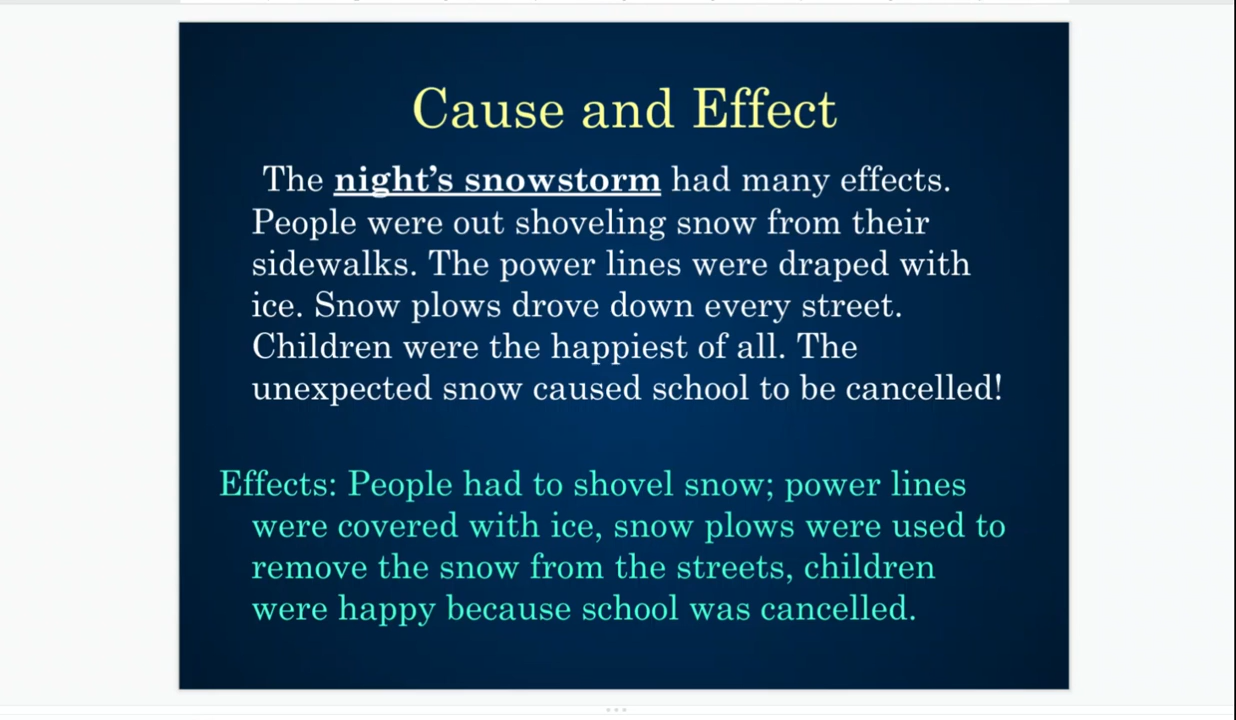 Cause and Effect
The night's snowstorm had many effects.
People were out shoveling snow from their
sidewalks. The power lines were draped with
ice. Snow plows drove down every street.
Children were the happiest of all. The
unexpected snow caused school to be cancelled!
Effects: People had to shovel snow; power lines
were covered with ice, snow plows were used to
remove the snow from the streets, children
were happy because school was cancelled.